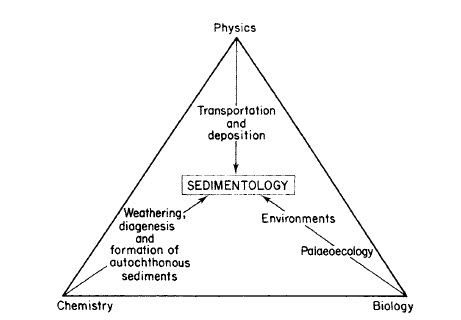 Physics
Transportation
and
deposition
SEDIMENTOLOGY
Weathering,
diagenesis
and
formation of
autochthonous
sediments
Environments
Palaeoecology
Chemistry
Biology